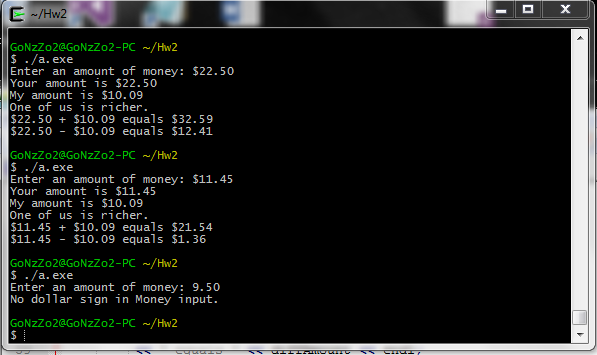 ~/Hw2
GoNzZo2@GoNzZo2-PC ~/Hw2
$ ./a.exe
Enter an amount of money: $22.50
Your amount is $22.50
My amount is $10.09
One of us is richer.
$22.50 + $10.09 equals $32.59
$22.50 - $10.09 equals $12.41
GoNzZo2@GoNzZo2-PC ~/Hw2
$ ./a.exe
Enter an amount of money: $11.45
Your amount is $11.45
My amount is $10.09
One of us is richer.
$11.45 + $10.09 equals $21.54
$11.45 - $10.09 equals $1.36
GoNzZo2@GoNzZo2-PC ~/Hw2
$ ./a.exe
Enter an amount of money: 9.50
No dollar sign in Money input.
GoNzZo2@GoNzZo2-PC ~/Hw2
$